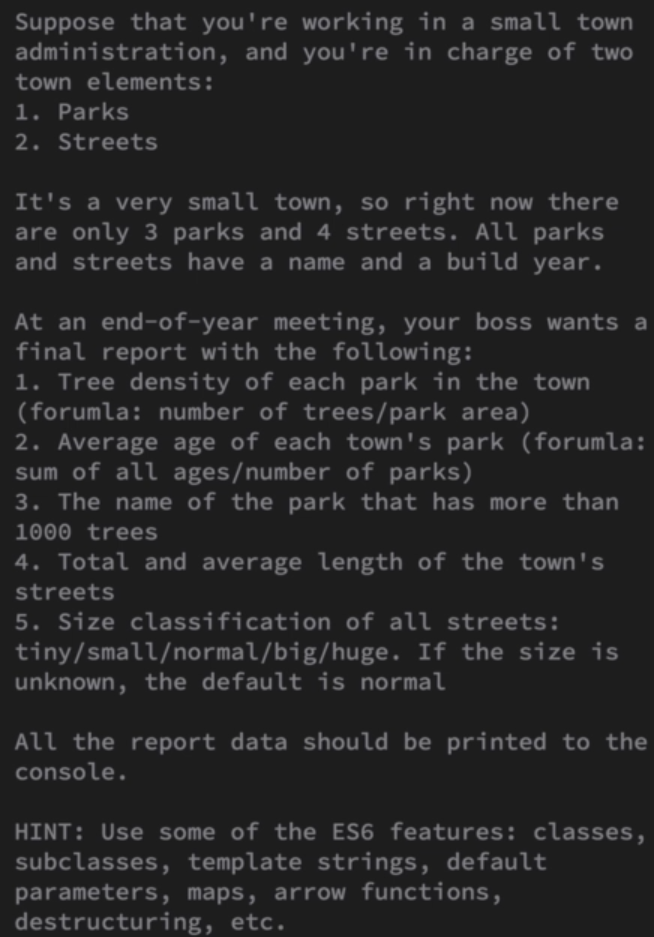 Suppose that you're working in a small town
administration, and you're in charge of two
town elements:
1. Parks
2. Streets

It's a very small town, so right now there
are only 3 parks and 4 streets. All parks
and streets have a name and a build year.

At an end-of-year meeting, your boss wants a
final report with the following:
1. Tree density of each park in the town
(forumla: number of trees/park area)
2. Average age of each town's park (forumla:
sum of all ages/number of parks)
3. The name of the park that has more than
1000 trees
4. Total and average length of the town's
streets
5. Size classification of all streets:
tiny/small/normal/big/huge. If the size is
unknown, the default is normal

All the report data should be printed to the
console.

HINT: Use some of the ES6 features: classes,
subclasses, template strings, default
parameters, maps, arrow functions,
destructuring, etc.